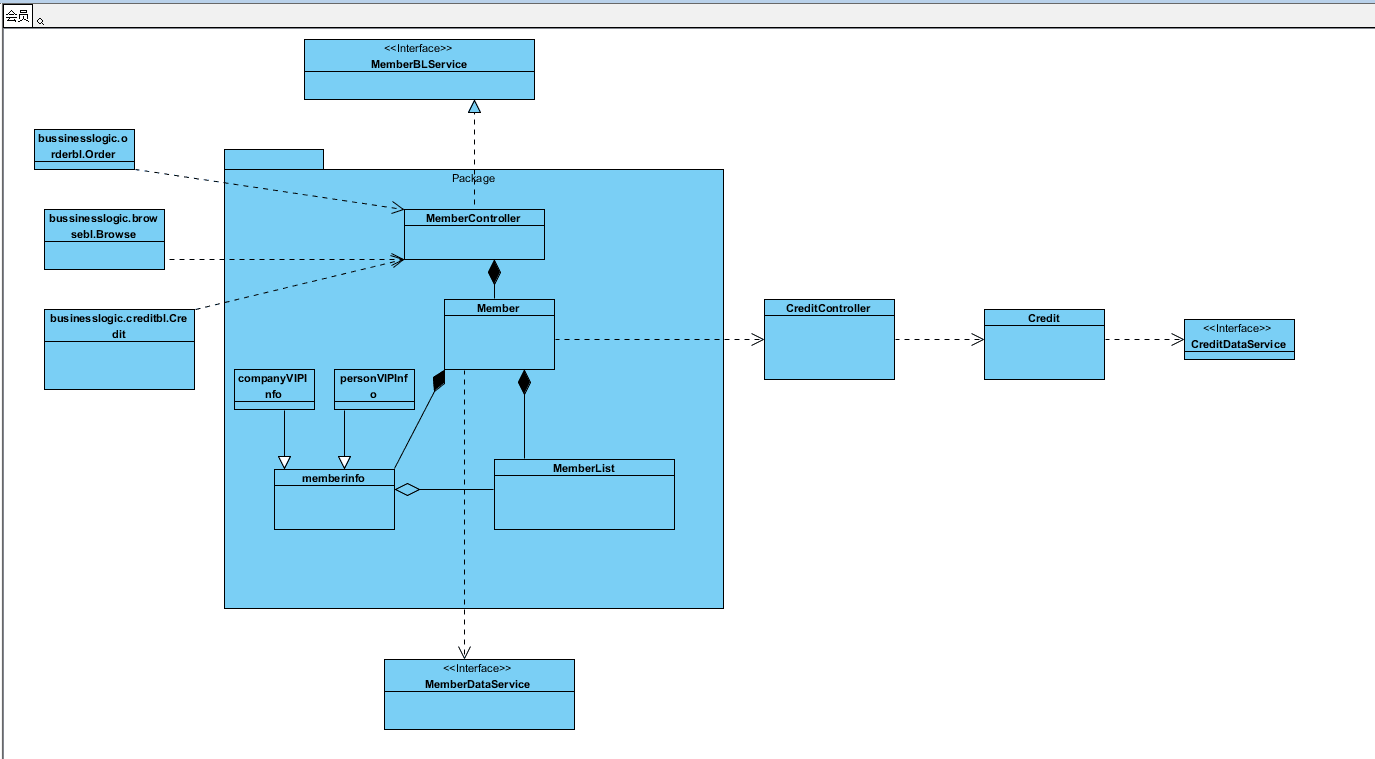 会员
<<Interface>>
MemberBLService
bussinesslogic.o
rderbl.Order
Package
bussinesslogic.brow
sebl.Browse
MemberController
businesslogic.creditbl.Cre
dit
Member
CreditController
Credit
<<Interface>>
CreditDataService
companyVIPI
nfo
personVIPInf
o
memberinfo
MemberList
<<Interface>>
MemberDataService